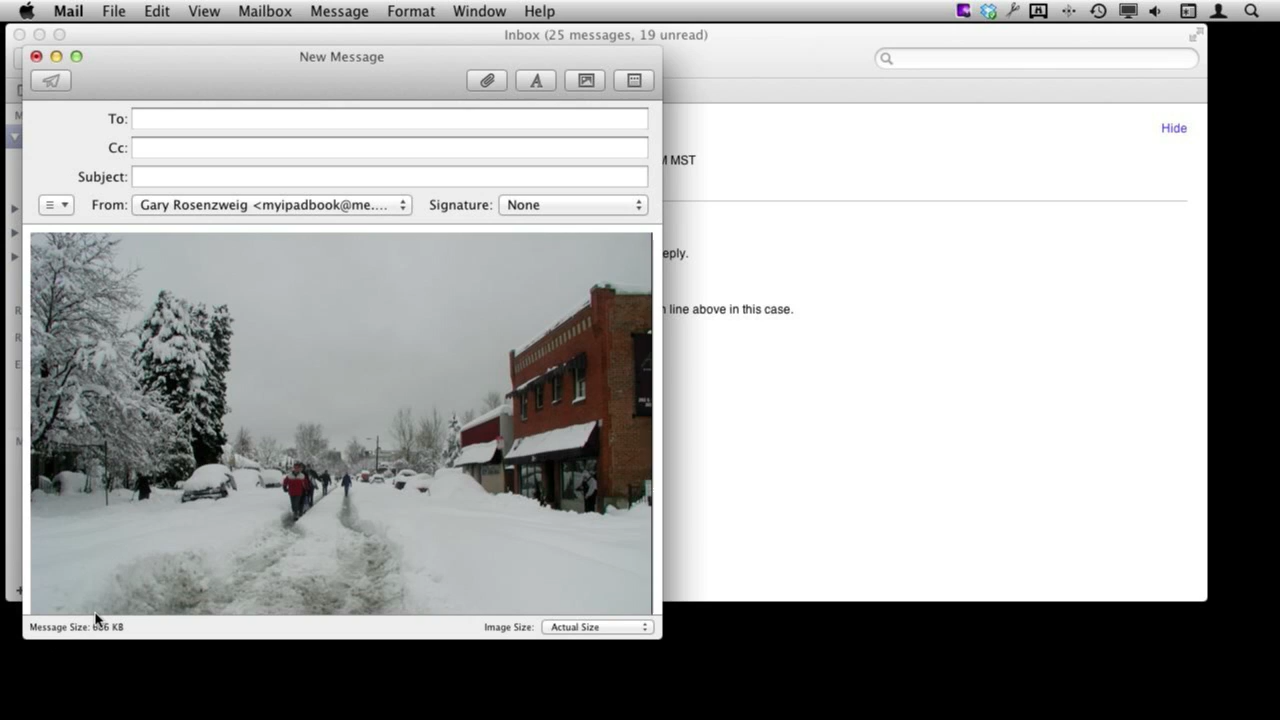 Mail File Edit View Mailbox Message Format Window Help
Inbox (25 messages, 19 unread)
New Message
To:
Hide
Cc:
M MST
Subject:
From: Gary Rosenzweig <myipadbook@me.... Signature: None
eply.
line above in this case.
Message Size: KB Image Size: Actual Size